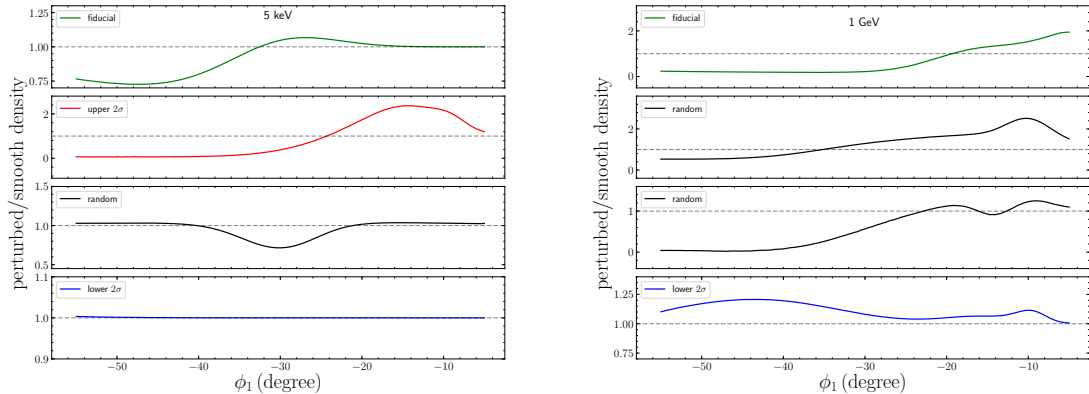 5 keV
fiducial
1.25
1.00
0.75
upper 2σ
2
0
random
1.5
1.0
0.5
lower 2σ
1.1
1.0
0.9
−50
−40
−30
−20
−10
ϕ₁ (degree)
perturbed/smooth density
1 GeV
fiducial
2
0
random
2
0
random
1
0
lower 2σ
1.25
1.00
0.75
−50
−40
−30
−20
−10
ϕ₁ (degree)
perturbed/smooth density